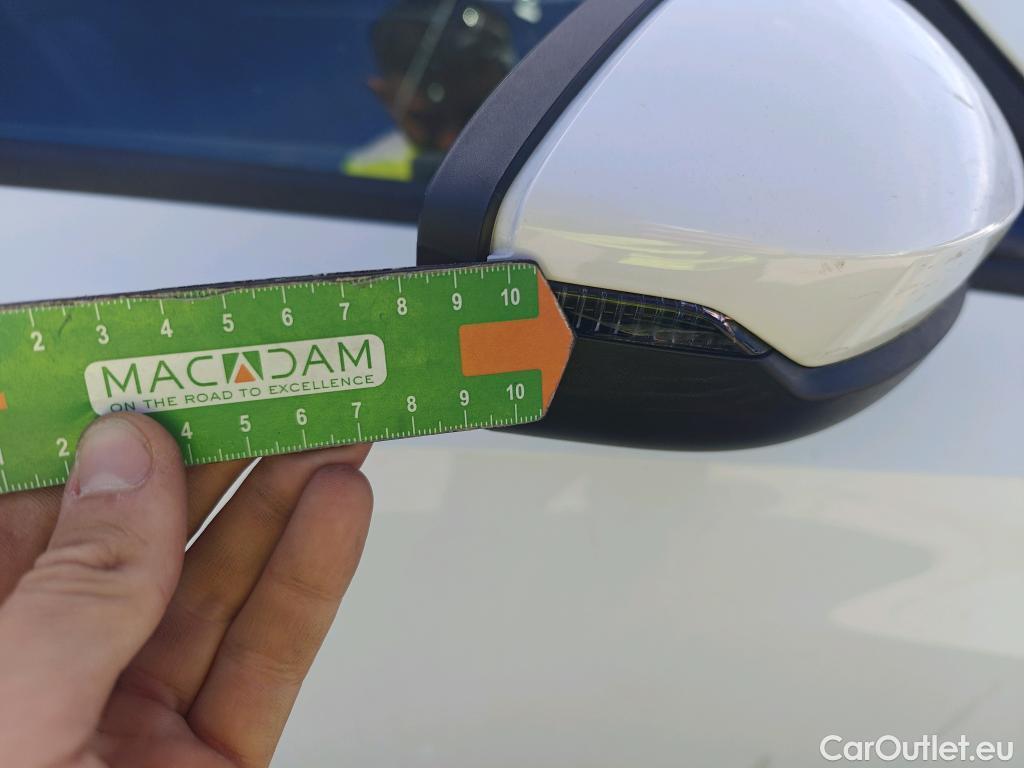 2 3 4 5 6 7 8 9 10
MACADAM
ON THE ROAD TO EXCELLENCE
2 4 5 6 7 8 9 10
CarOutlet.eu